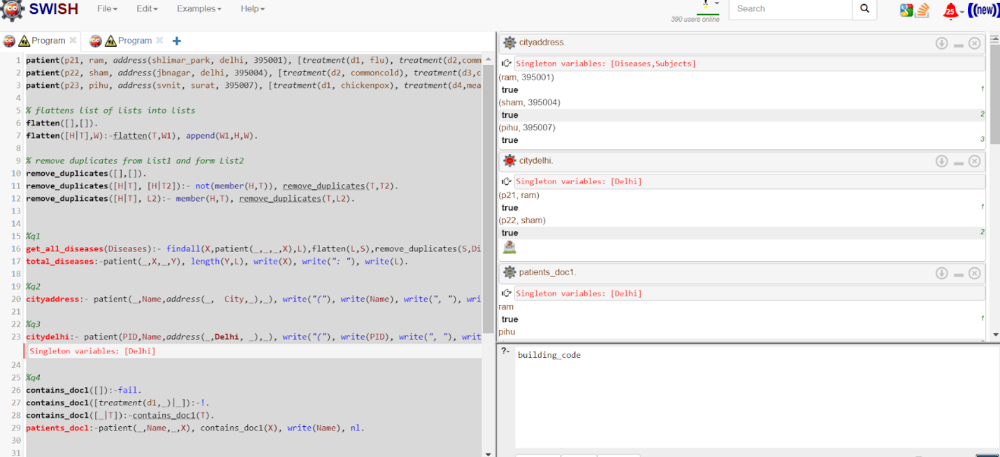 SWISH File Edit Examples Help 390 users online Search 25 ((new))
Program Program
1 patient(p21, ram, address(shlimar_park, delhi, 395001), [treatment(d1, flu), treatment(d2,comm
2 patient(p22, sham, address(jbnagar, delhi, 395004), [treatment(d2, commoncold), treatment(d3,c
3 patient(p23, pihu, address(svnit, surat, 395007), [treatment(d1, chickenpox), treatment(d4,mea
4
5 % flattens list of lists into lists
6 flatten([],[]).
7 flatten([H|T],W):-flatten(T,W1), append(W1,H,W).
8
9 % remove duplicates from List1 and form List2
10 remove_duplicates([],[]).
11 remove_duplicates([H|T], [H|T2]):- not(member(H,T)), remove_duplicates(T,T2).
12 remove_duplicates([H|T], L2):- member(H,T), remove_duplicates(T,L2).
13
14
15 %q1
16 get_all_diseases(Diseases):- findall(X,patient(_,_,_,X),L),flatten(L,S),remove_duplicates(S,Di
17 total_diseases:-patient(_,X,_,Y), length(Y,L), write(X), write(": "), write(L).
18
19 %q2
20 cityaddress:- patient(_,Name,address(_, City,_),_), write("("), write(Name), write(", "), wri
21
22 %q3
23 citydelhi:- patient(PID,Name,address(_,Delhi, _),_), write("("), write(PID), write(", "), writ
Singleton variables: [Delhi]
24
25 %q4
26 contains_doc1([]):-fail.
27 contains_doc1([treatment(d1,_)|_]):-!.
28 contains_doc1([_|T]):-contains_doc1(T).
29 patients_doc1:-patient(_,Name,_,X), contains_doc1(X), write(Name), nl.
30
31
cityaddress.
Singleton variables: [Diseases,Subjects]
(ram, 395001)
true 1
(sham, 395004)
true 2
(pihu, 395007)
true 3
citydelhi.
Singleton variables: [Delhi]
(p21, ram)
true 1
(p22, sham)
true 2
patients_doc1.
Singleton variables: [Delhi]
ram
true 1
pihu
?- building_code